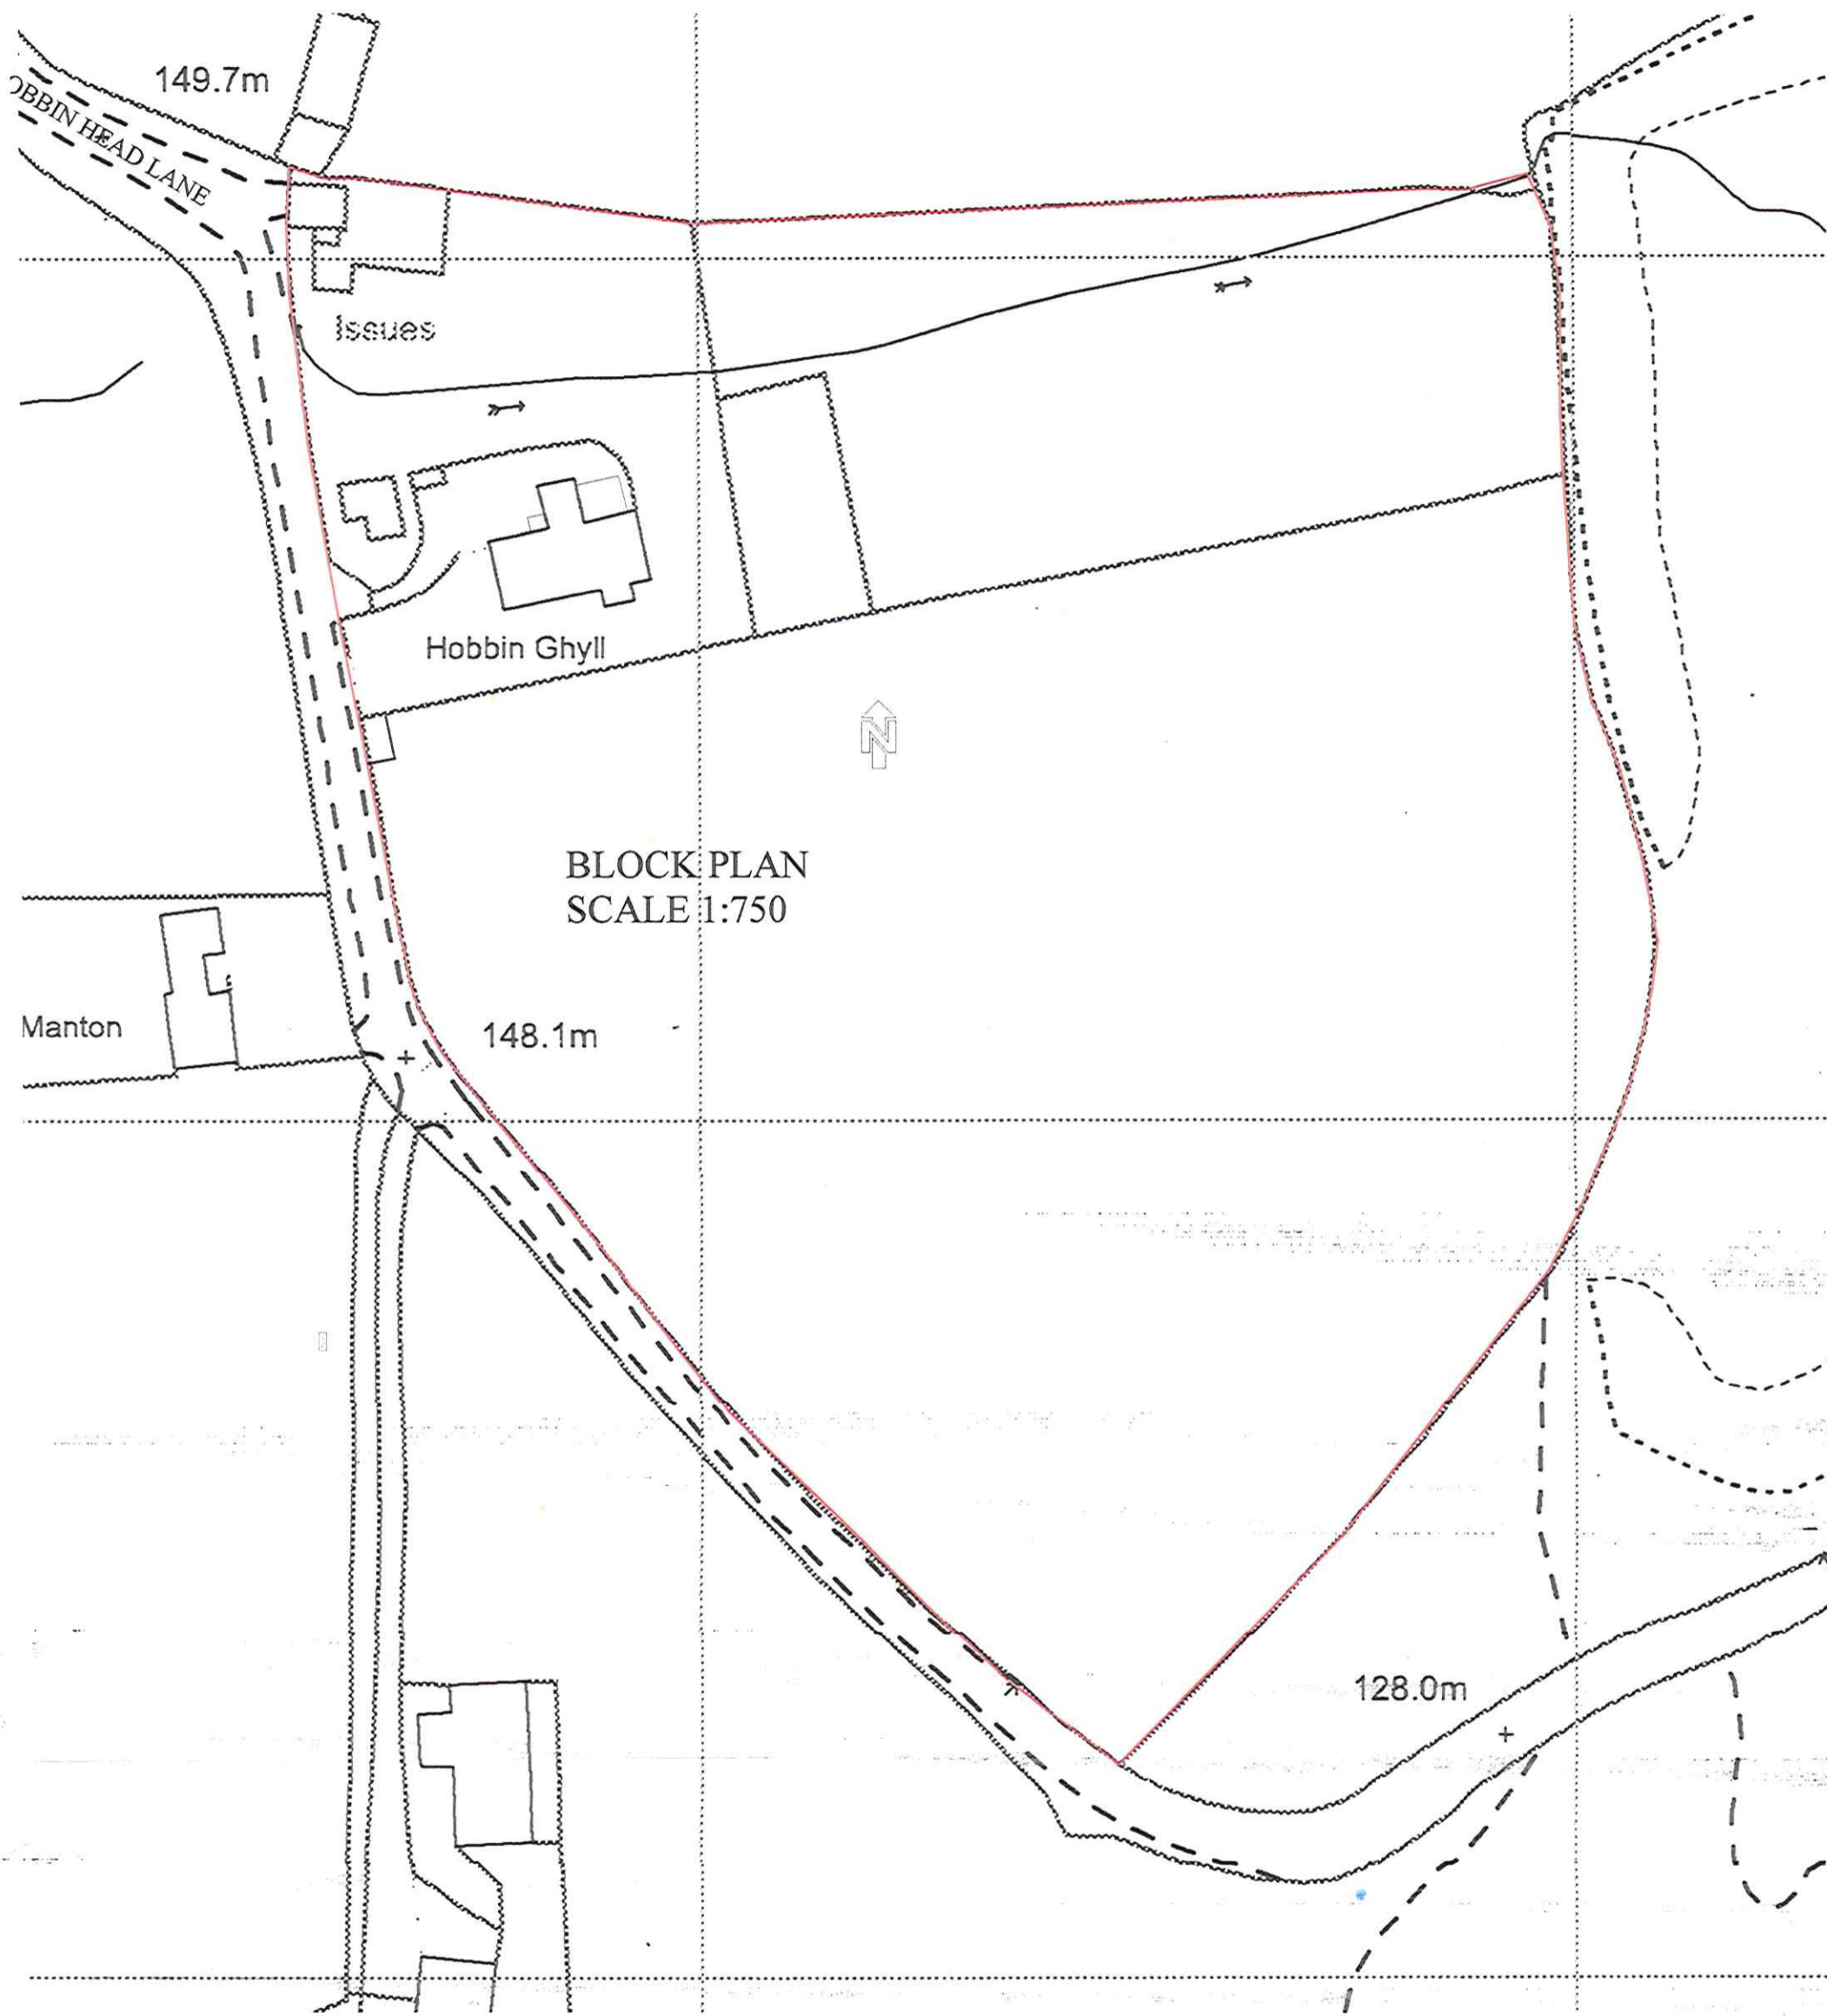 149.7m
OBBIN HEAD LANE
Issues
Hobbin Ghyll
N
BLOCK PLAN
SCALE 1:750
Manton
148.1m
128.0m